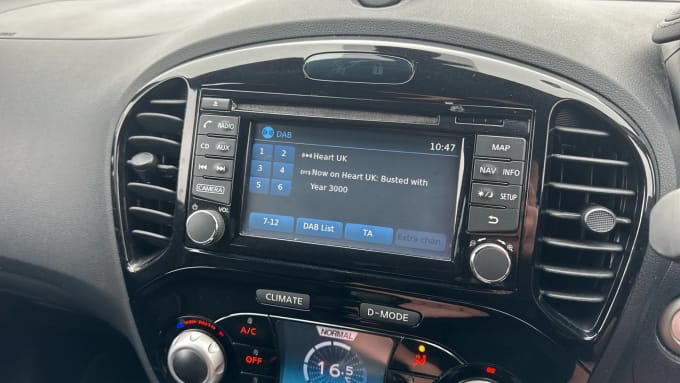 RADIO
CD AUX
CAMERA
VOL
DAB
10:47
1 2
3 4
5 6
Heart UK
Now on Heart UK: Busted with
Year 3000
7-12 DAB List TA Extra chan.
MAP
NAV INFO
SETUP
CLIMATE
D-MODE
A/C
OFF
NORMAL
16.5